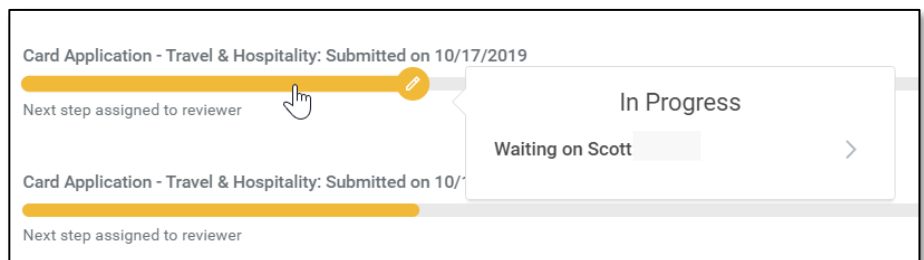 Card Application - Travel & Hospitality: Submitted on 10/17/2019
Next step assigned to reviewer
In Progress
Waiting on Scott
Card Application - Travel & Hospitality: Submitted on 10/
Next step assigned to reviewer